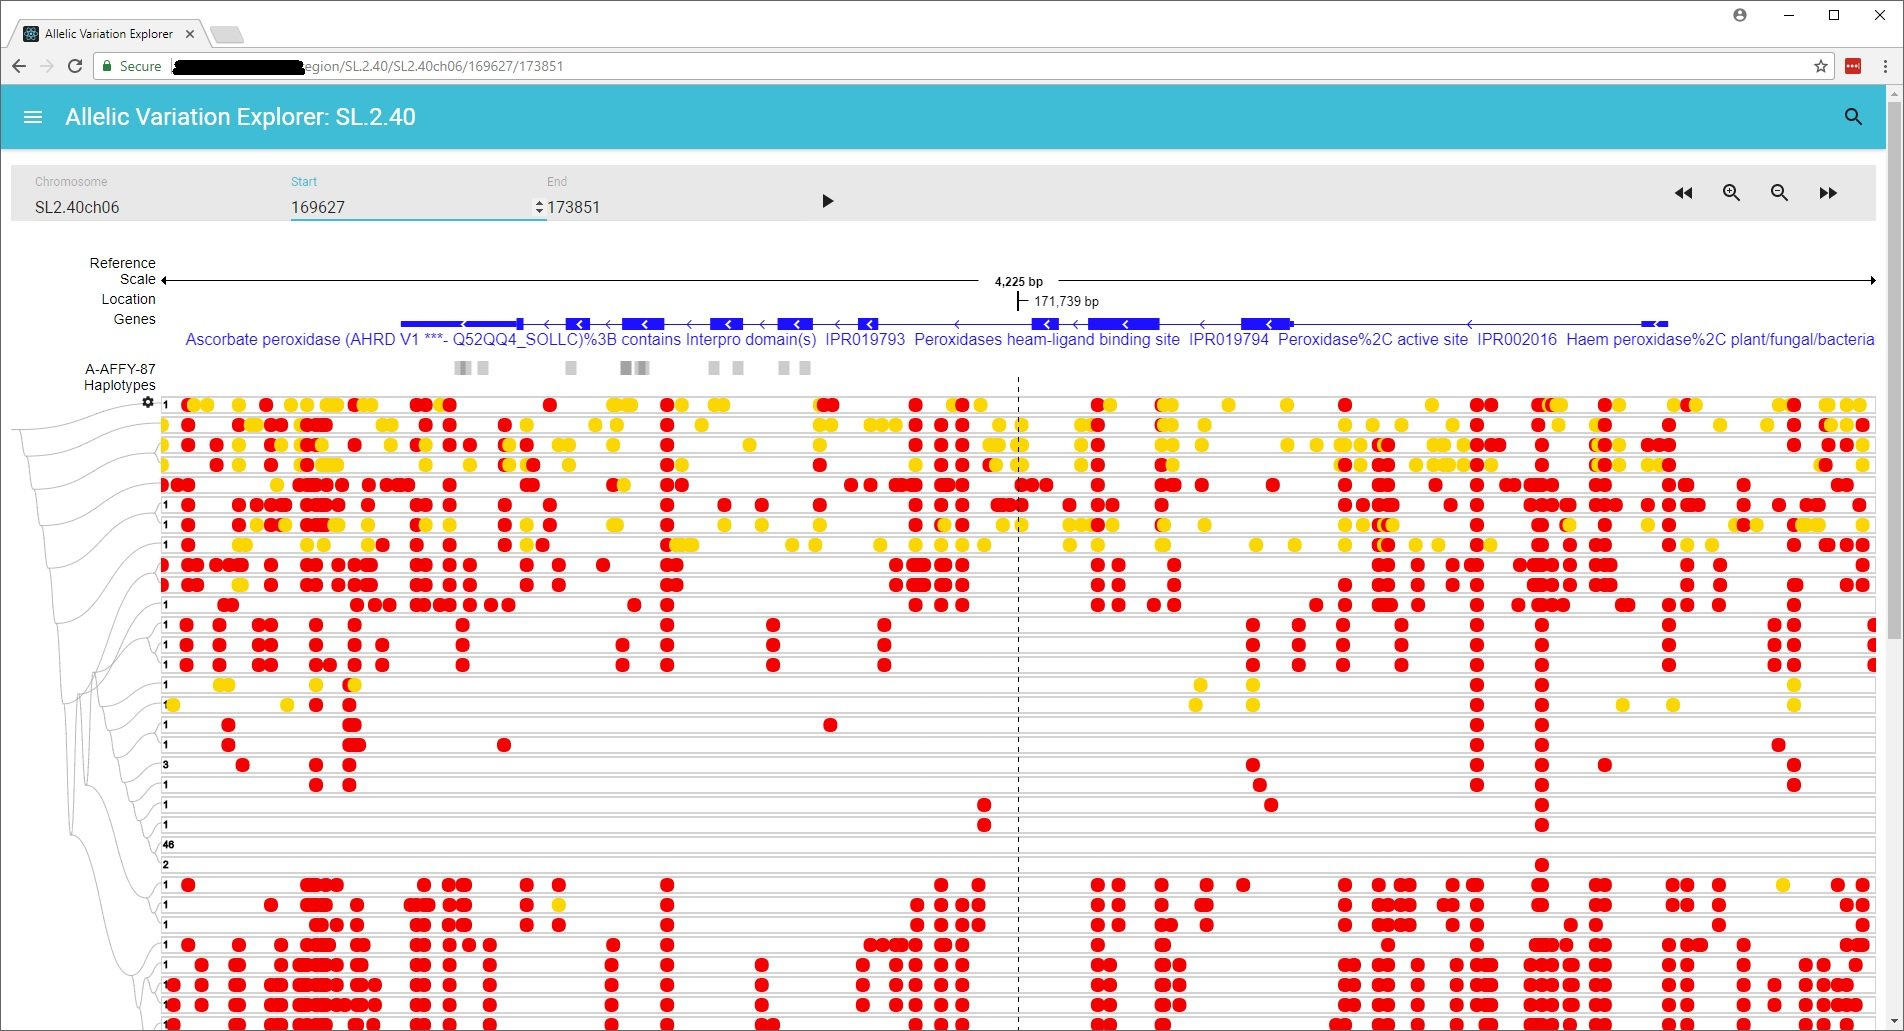 Allelic Variation Explorer
Secure egion/SL.2.40/SL2.40ch06/169627/173851
Allelic Variation Explorer: SL.2.40
Chromosome Start End
SL2.40ch06 169627 173851
Reference
Scale 4,225 bp
Location 171,739 bp
Genes
Ascorbate peroxidase (AHRD V1 ***- Q52QQ4_SOLLC)%3B contains Interpro domain(s) IPR019793 Peroxidases heam-ligand binding site IPR019794 Peroxidase%2C active site IPR002016 Haem peroxidase%2C plant/fungal/bacteria
A-AFFY-87
Haplotypes
1
1
1
1
1
1
1
1
1
1
1
1
1
1
3
1
1
1
46
2
1
1
1
1
1
1
1
1